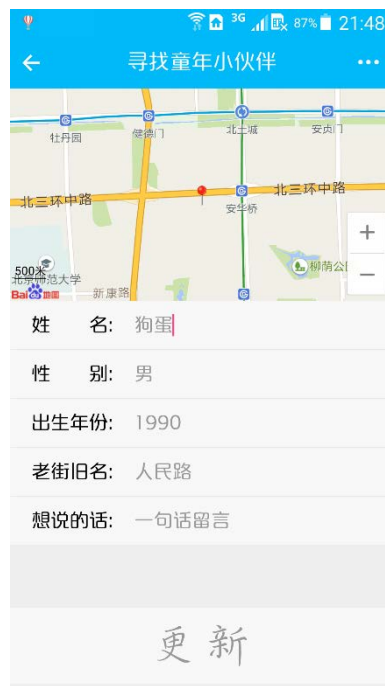 3G 87% 21:48
寻找童年小伙伴
牡丹园 健德门 北土城 安贞门
北三环中路 北三环中路
安华桥
500米
北京师范大学
柳荫公
Bai 地图 新康路
姓 名: 狗蛋
性 别: 男
出生年份: 1990
老街旧名: 人民路
想说的话: 一句话留言
更新